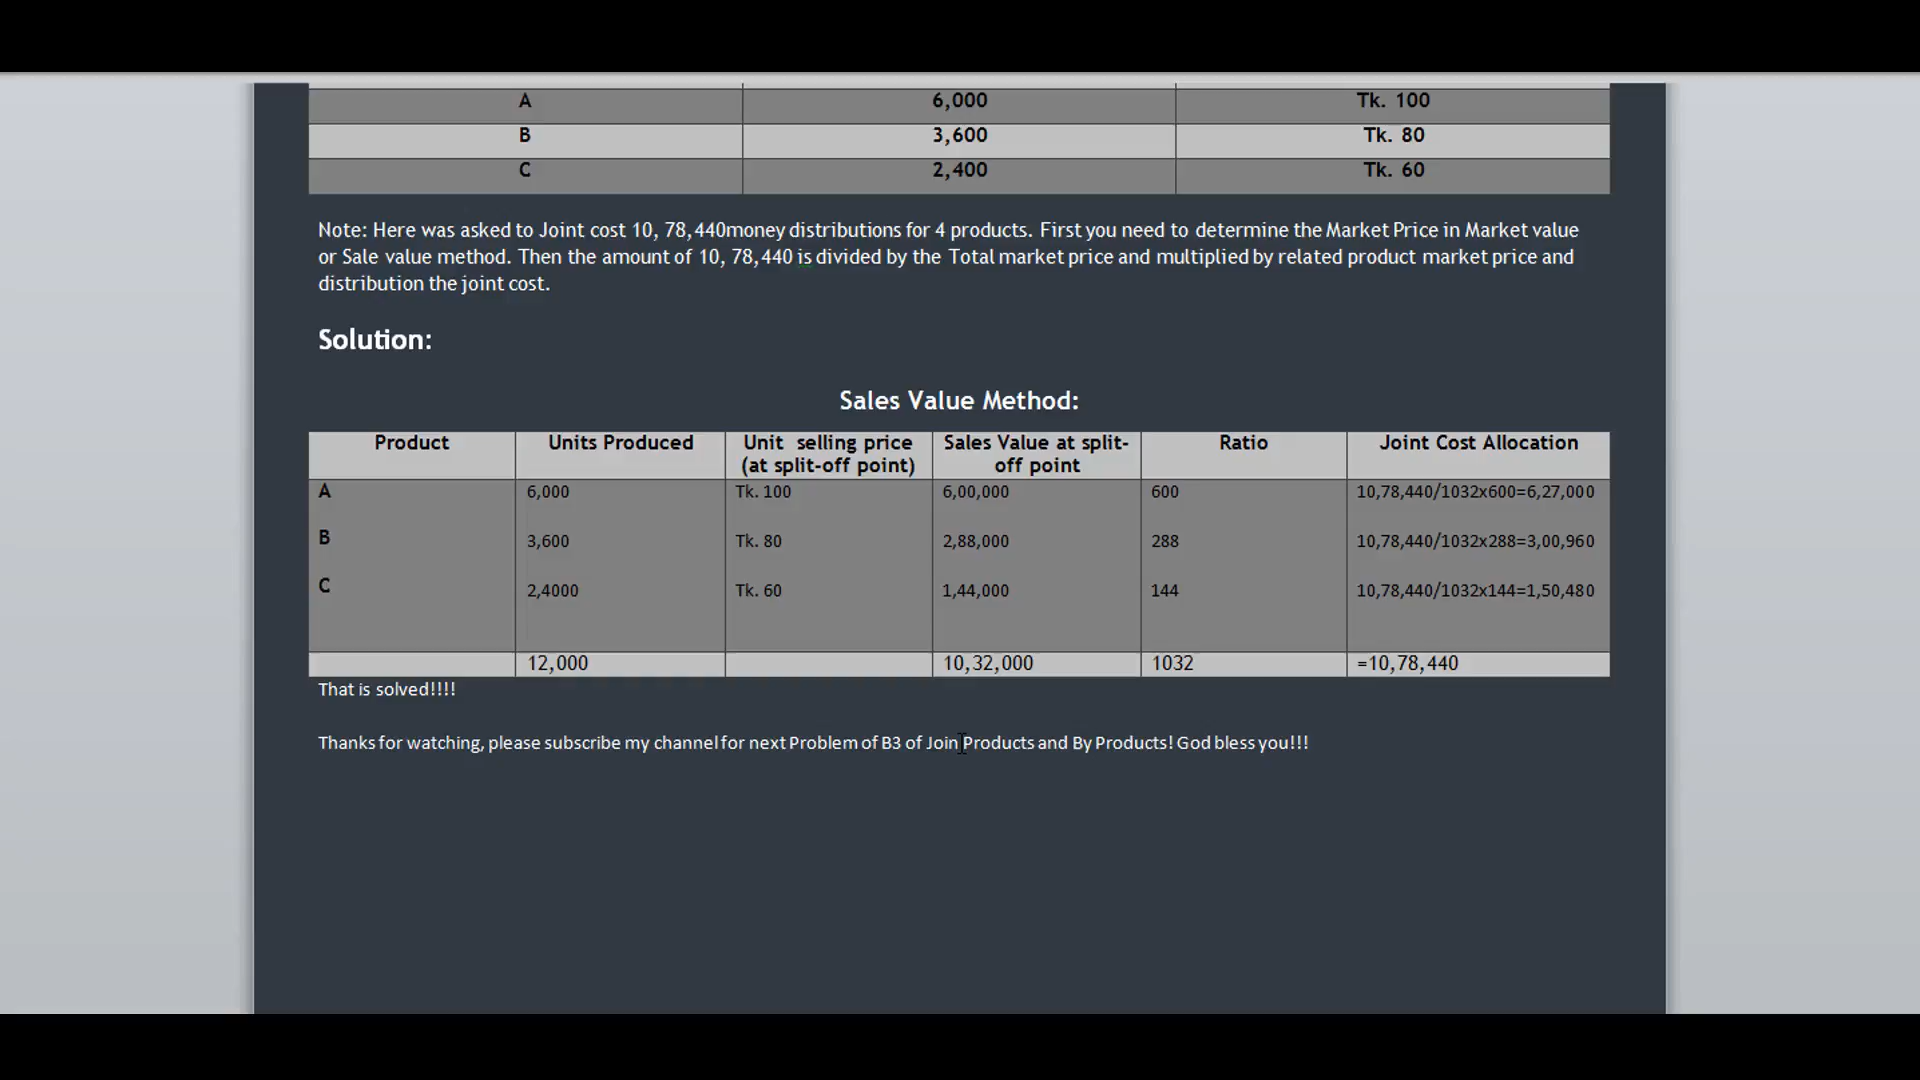 A 6,000 Tk. 100
B 3,600 Tk. 80
C 2,400 Tk. 60
Note: Here was asked to Joint cost 10, 78,440money distributions for 4 products. First you need to determine the Market Price in Market value
or Sale value method. Then the amount of 10, 78,440 is divided by the Total market price and multiplied by related product market price and
distribution the joint cost.
Solution:
Sales Value Method:
Product Units Produced Unit selling price (at split-off point) Sales Value at split-off point Ratio Joint Cost Allocation
A 6,000 Tk. 100 6,00,000 600 10,78,440/1032x600=6,27,000
B 3,600 Tk. 80 2,88,000 288 10,78,440/1032x288=3,00,960
C 2,4000 Tk. 60 1,44,000 144 10,78,440/1032x144=1,50,480
12,000 10,32,000 1032 =10,78,440
That is solved!!!!
Thanks for watching, please subscribe my channel for next Problem of B3 of Join Products and By Products! God bless you!!!